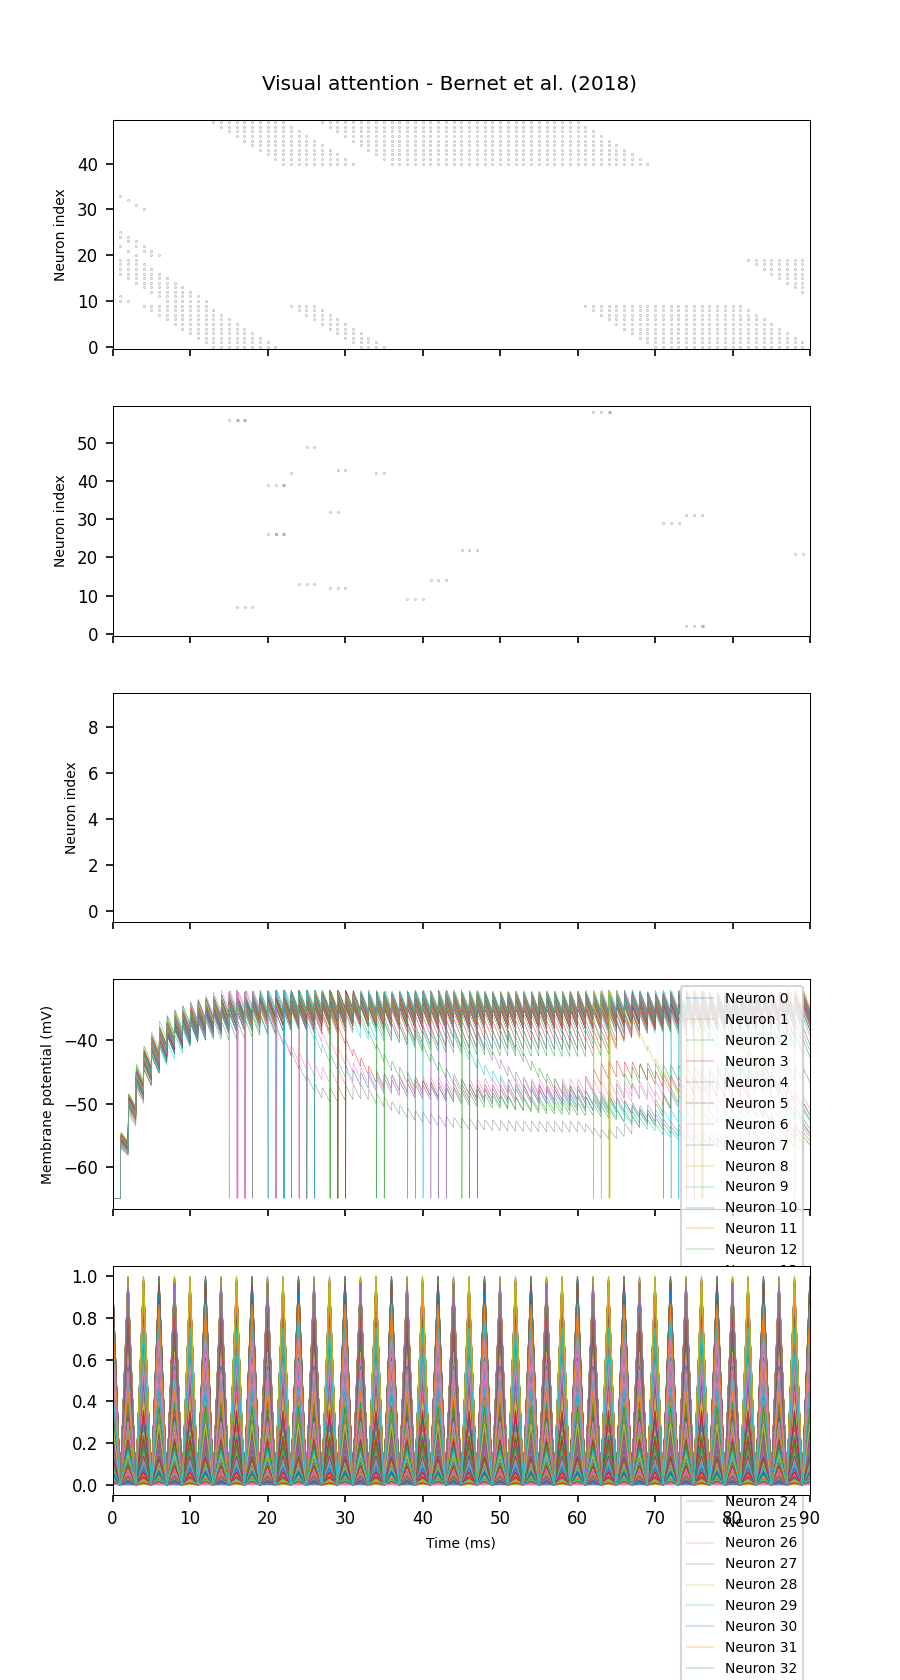 Visual attention - Bernet et al. (2018)
Neuron index
40
30
20
10
0
Neuron index
50
40
30
20
10
0
Neuron index
8
6
4
2
0
Membrane potential (mV)
−40
−50
−60
Neuron 0
Neuron 1
Neuron 2
Neuron 3
Neuron 4
Neuron 5
Neuron 6
Neuron 7
Neuron 8
Neuron 9
Neuron 10
Neuron 11
Neuron 12
1.0
0.8
0.6
0.4
0.2
0.0
0 10 20 30 40 50 60 70 80 90
Time (ms)
Neuron 24
Neuron 25
Neuron 26
Neuron 27
Neuron 28
Neuron 29
Neuron 30
Neuron 31
Neuron 32